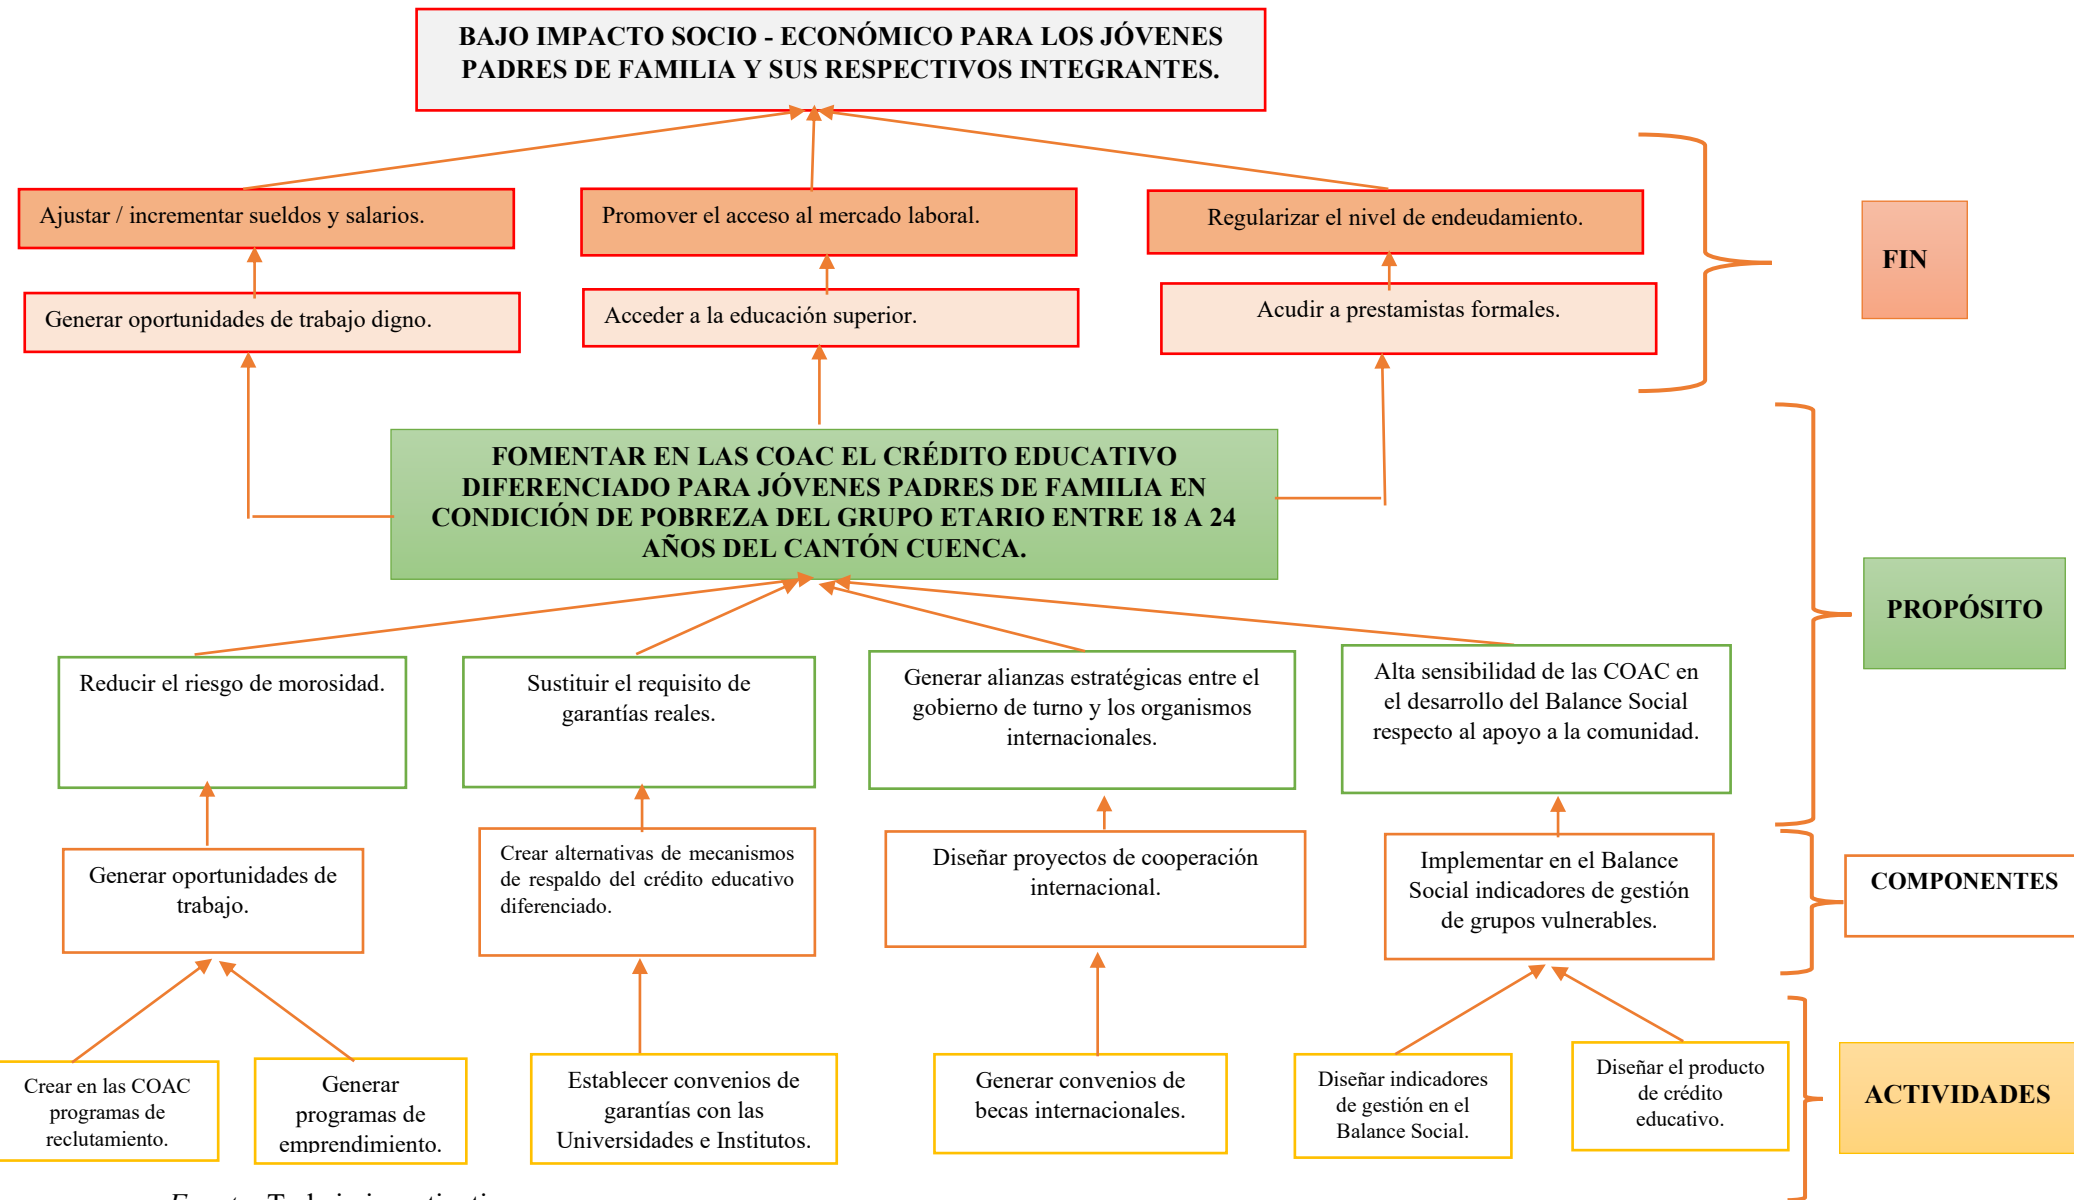 BAJO IMPACTO SOCIO - ECONÓMICO PARA LOS JÓVENES
PADRES DE FAMILIA Y SUS RESPECTIVOS INTEGRANTES.
Ajustar / incrementar sueldos y salarios.
Promover el acceso al mercado laboral.
Regularizar el nivel de endeudamiento.
FIN
Generar oportunidades de trabajo digno.
Acceder a la educación superior.
Acudir a prestamistas formales.
FOMENTAR EN LAS COAC EL CRÉDITO EDUCATIVO
DIFERENCIADO PARA JÓVENES PADRES DE FAMILIA EN
CONDICIÓN DE POBREZA DEL GRUPO ETARIO ENTRE 18 A 24
AÑOS DEL CANTÓN CUENCA.
PROPÓSITO
Reducir el riesgo de morosidad.
Sustituir el requisito de
garantías reales.
Generar alianzas estratégicas entre el
gobierno de turno y los organismos
internacionales.
Alta sensibilidad de las COAC en
el desarrollo del Balance Social
respecto al apoyo a la comunidad.
Generar oportunidades de
trabajo.
Crear alternativas de mecanismos
de respaldo del crédito educativo
diferenciado.
Diseñar proyectos de cooperación
internacional.
Implementar en el Balance
Social indicadores de gestión
de grupos vulnerables.
COMPONENTES
Crear en las COAC
programas de
reclutamiento.
Generar
programas de
emprendimiento.
Establecer convenios de
garantías con las
Universidades e Institutos.
Generar convenios de
becas internacionales.
Diseñar indicadores
de gestión en el
Balance Social.
Diseñar el producto
de crédito
educativo.
ACTIVIDADES